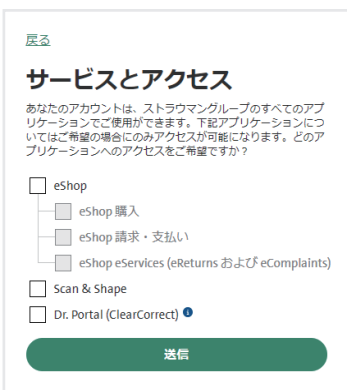 戻る
サービスとアクセス
あなたのアカウントは、ストラウマングループのすべてのアプ
リケーションでご使用ができます。下記アプリケーションにつ
いてはご希望の場合にのみアクセスが可能になります。どのア
プリケーションへのアクセスをご希望ですか？
eShop
eShop 購入
eShop 請求・支払い
eShop eServices (eReturns および eComplaints)
Scan & Shape
Dr. Portal (ClearCorrect) i
送信